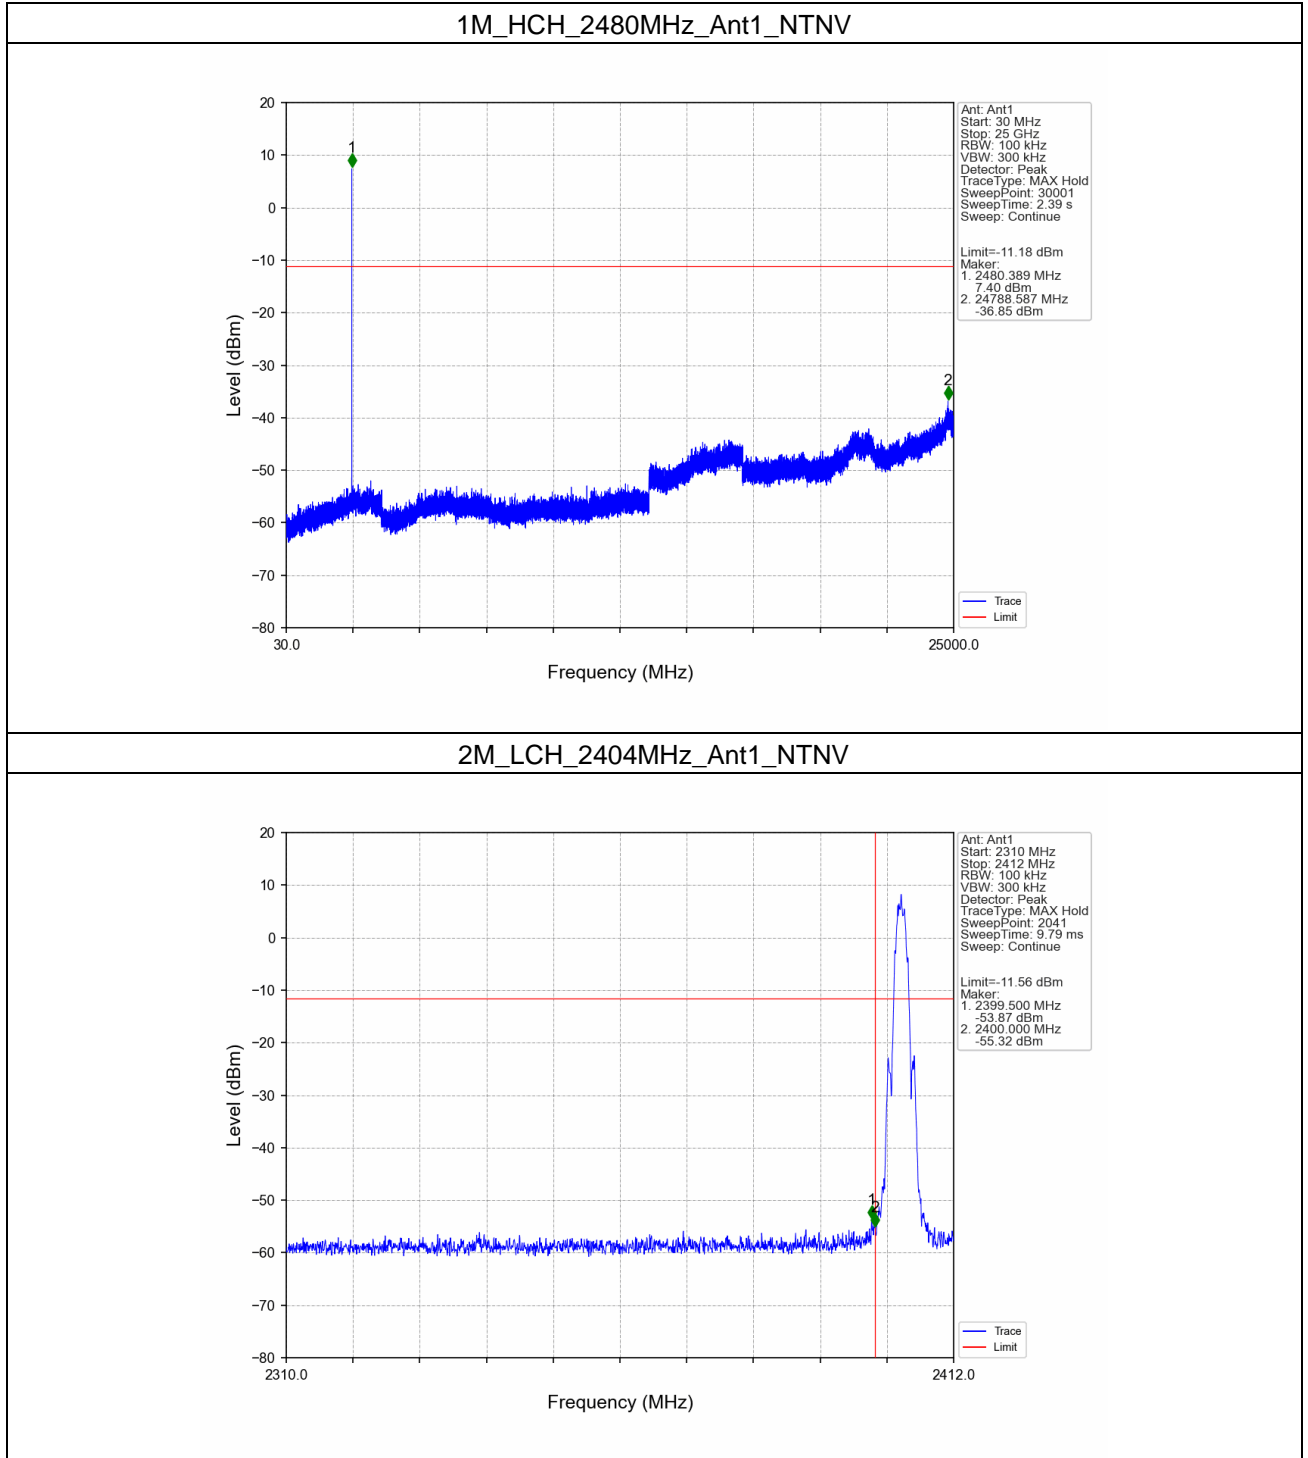 1M_HCH_2480MHz_Ant1_NTNV
20
10
0
−10
−20
−30
−40
−50
−60
−70
−80
Level (dBm)
1
2
30.0
25000.0
Frequency (MHz)
Ant: Ant1
Start: 30 MHz
Stop: 25 GHz
RBW: 100 kHz
VBW: 300 kHz
Detector: Peak
TraceType: MAX Hold
SweepPoint: 30001
SweepTime: 2.39 s
Sweep: Continue
Limit=-11.18 dBm
Maker:
1. 2480.389 MHz
7.40 dBm
2. 24788.587 MHz
-36.85 dBm
Trace
Limit
2M_LCH_2404MHz_Ant1_NTNV
20
10
0
−10
−20
−30
−40
−50
−60
−70
−80
Level (dBm)
1
2
2310.0
2412.0
Frequency (MHz)
Ant: Ant1
Start: 2310 MHz
Stop: 2412 MHz
RBW: 100 kHz
VBW: 300 kHz
Detector: Peak
TraceType: MAX Hold
SweepPoint: 2041
SweepTime: 9.79 ms
Sweep: Continue
Limit=-11.56 dBm
Maker:
1. 2399.500 MHz
-53.87 dBm
2. 2400.000 MHz
-55.32 dBm
Trace
Limit